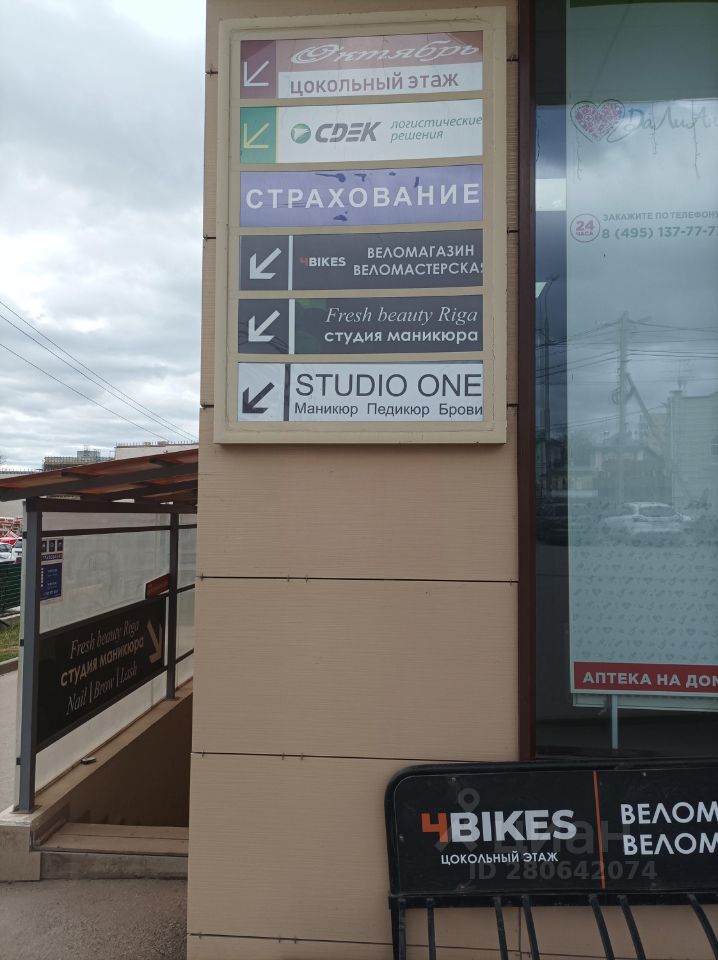 Октябрь
ЦОКОЛЬНЫЙ ЭТАЖ
CDEK
логистические
решения
СТРАХОВАНИЕ
4BIKES
ВЕЛОМАГАЗИН
ВЕЛОМАСТЕРСКАЯ
Fresh beauty Riga
студия маникюра
STUDIO ONE
Маникюр Педикюр Брови
24
ЧАСА
ЗАКАЖИТЕ ПО ТЕЛЕФОНУ
8 (495) 137-77-7
АПТЕКА НА ДОМ
Fresh beauty Riga
студия маникюра
Nail | Brow | Lash
4BIKES
ЦОКОЛЬНЫЙ ЭТАЖ
ВЕЛОМ
ВЕЛОМ
циан
ID 280642074